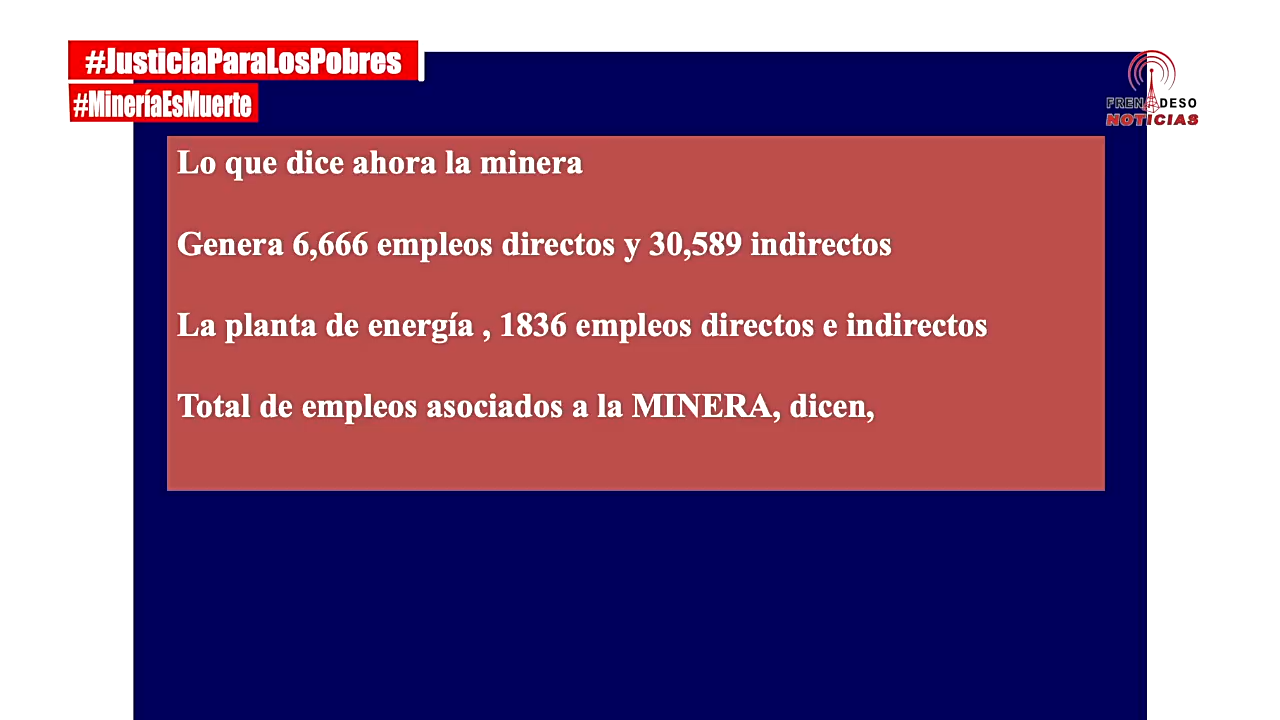 #JusticiaParaLosPobres
#MineríaEsMuerte
FRENADESO
NOTICIAS
Lo que dice ahora la minera
Genera 6,666 empleos directos y 30,589 indirectos
La planta de energía , 1836 empleos directos e indirectos
Total de empleos asociados a la MINERA, dicen,